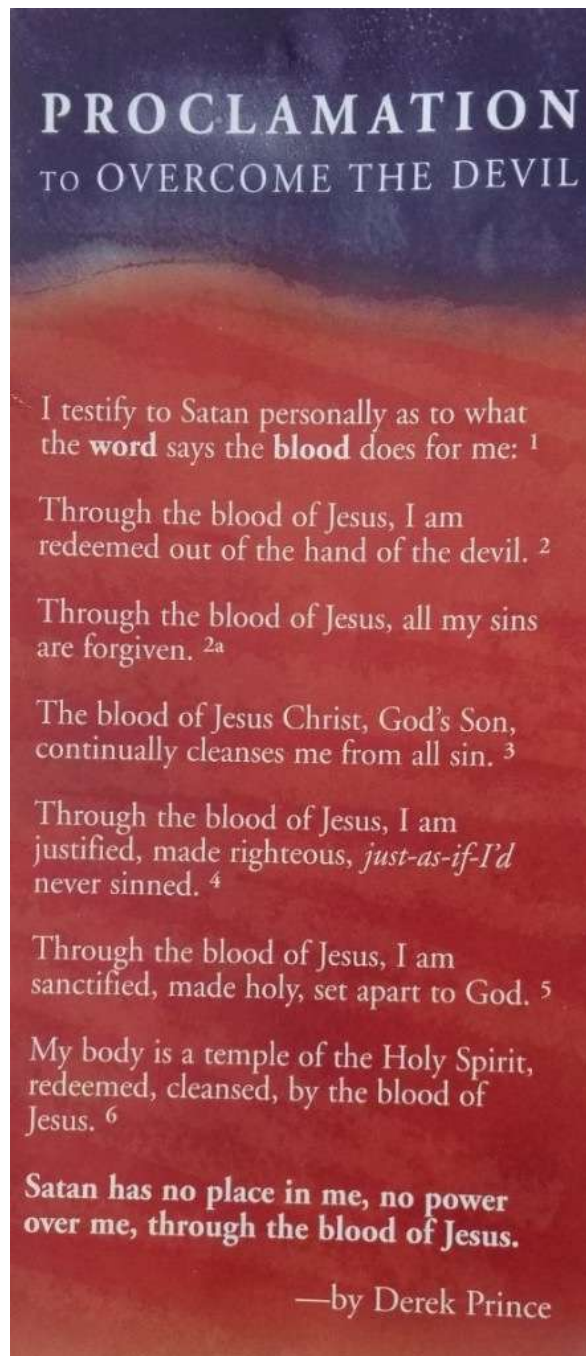 PROCLAMATION
TO OVERCOME THE DEVIL
I testify to Satan personally as to what
the word says the blood does for me: 1
Through the blood of Jesus, I am
redeemed out of the hand of the devil. 2
Through the blood of Jesus, all my sins
are forgiven. 2a
The blood of Jesus Christ, God's Son,
continually cleanses me from all sin. 3
Through the blood of Jesus, I am
justified, made righteous, just-as-if-I'd
never sinned. 4
Through the blood of Jesus, I am
sanctified, made holy, set apart to God. 5
My body is a temple of the Holy Spirit,
redeemed, cleansed, by the blood of
Jesus. 6
Satan has no place in me, no power
over me, through the blood of Jesus.
—by Derek Prince